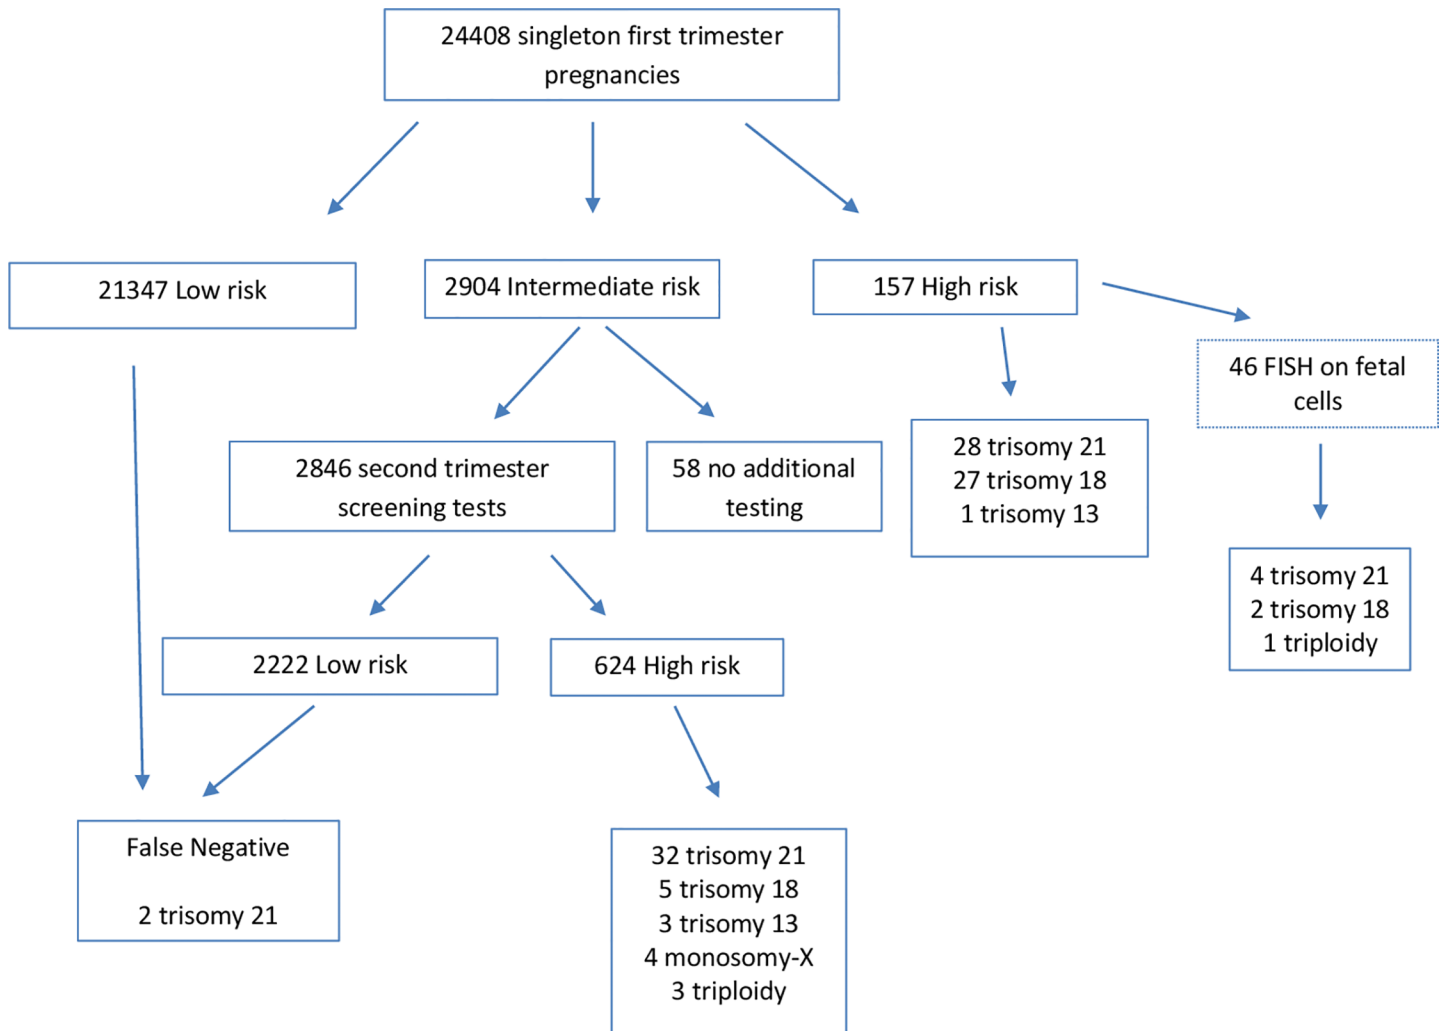 24408 singleton first trimester
pregnancies
21347 Low risk
2904 Intermediate risk
157 High risk
46 FISH on fetal
cells
2846 second trimester
screening tests
58 no additional
testing
28 trisomy 21
27 trisomy 18
1 trisomy 13
4 trisomy 21
2 trisomy 18
1 triploidy
2222 Low risk
624 High risk
False Negative
2 trisomy 21
32 trisomy 21
5 trisomy 18
3 trisomy 13
4 monosomy-X
3 triploidy